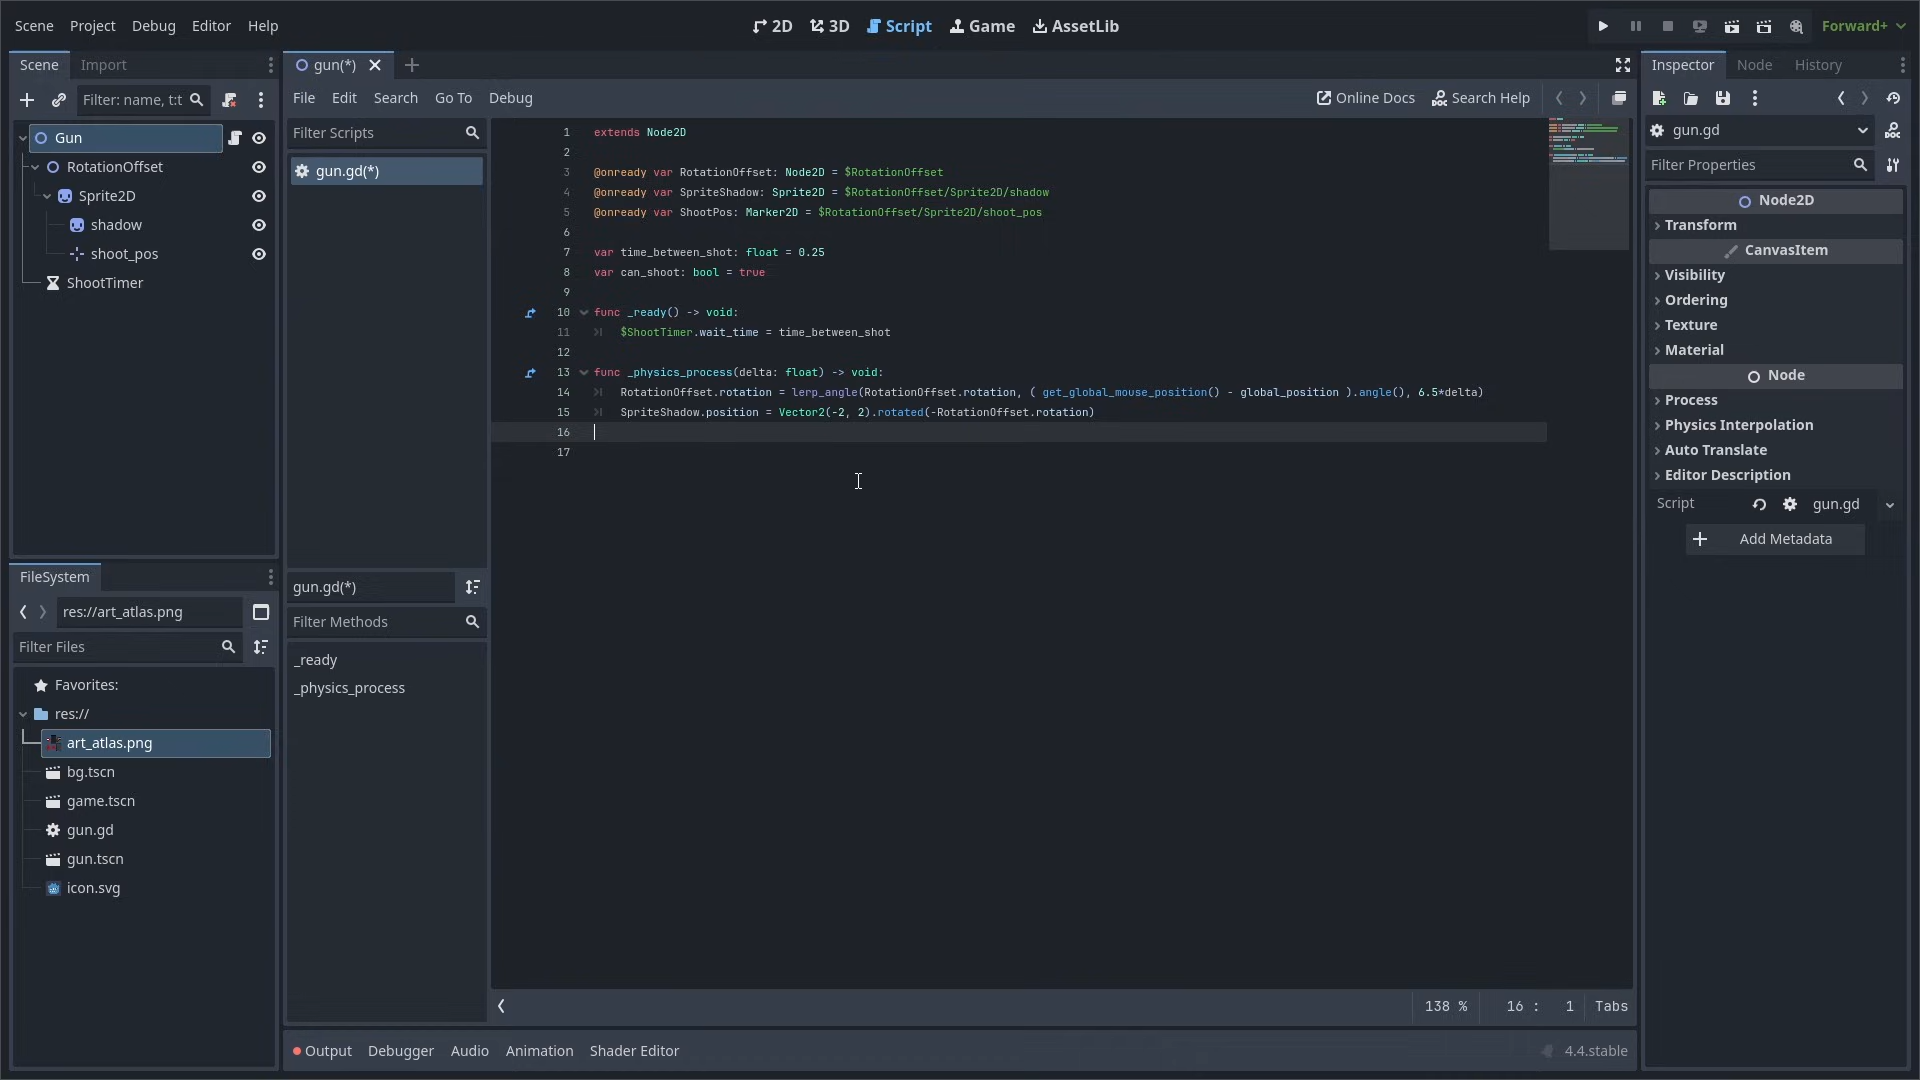 Scene Project Debug Editor Help 2D 3D Script Game AssetLib Forward+
Scene Import
gun(*)
Inspector Node History
Filter: name, t:t
File Edit Search Go To Debug Online Docs Search Help
Gun
RotationOffset
Sprite2D
shadow
shoot_pos
ShootTimer
Filter Scripts
gun.gd(*)
1 extends Node2D
2
3 @onready var RotationOffset: Node2D = $RotationOffset
4 @onready var SpriteShadow: Sprite2D = $RotationOffset/Sprite2D/shadow
5 @onready var ShootPos: Marker2D = $RotationOffset/Sprite2D/shoot_pos
6
7 var time_between_shot: float = 0.25
8 var can_shoot: bool = true
9
10 func _ready() -> void:
11 $ShootTimer.wait_time = time_between_shot
12
13 func _physics_process(delta: float) -> void:
14 RotationOffset.rotation = lerp_angle(RotationOffset.rotation, ( get_global_mouse_position() - global_position ).angle(), 6.5*delta)
15 SpriteShadow.position = Vector2(-2, 2).rotated(-RotationOffset.rotation)
16
17
gun.gd
Filter Properties
Node2D
Transform
CanvasItem
Visibility
Ordering
Texture
Material
Node
Process
Physics Interpolation
Auto Translate
Editor Description
Script gun.gd
Add Metadata
FileSystem
res://art_atlas.png
Filter Files
Favorites:
res://
art_atlas.png
bg.tscn
game.tscn
gun.gd
gun.tscn
icon.svg
gun.gd(*)
Filter Methods
_ready
_physics_process
138 % 16 : 1 Tabs
Output Debugger Audio Animation Shader Editor 4.4.stable